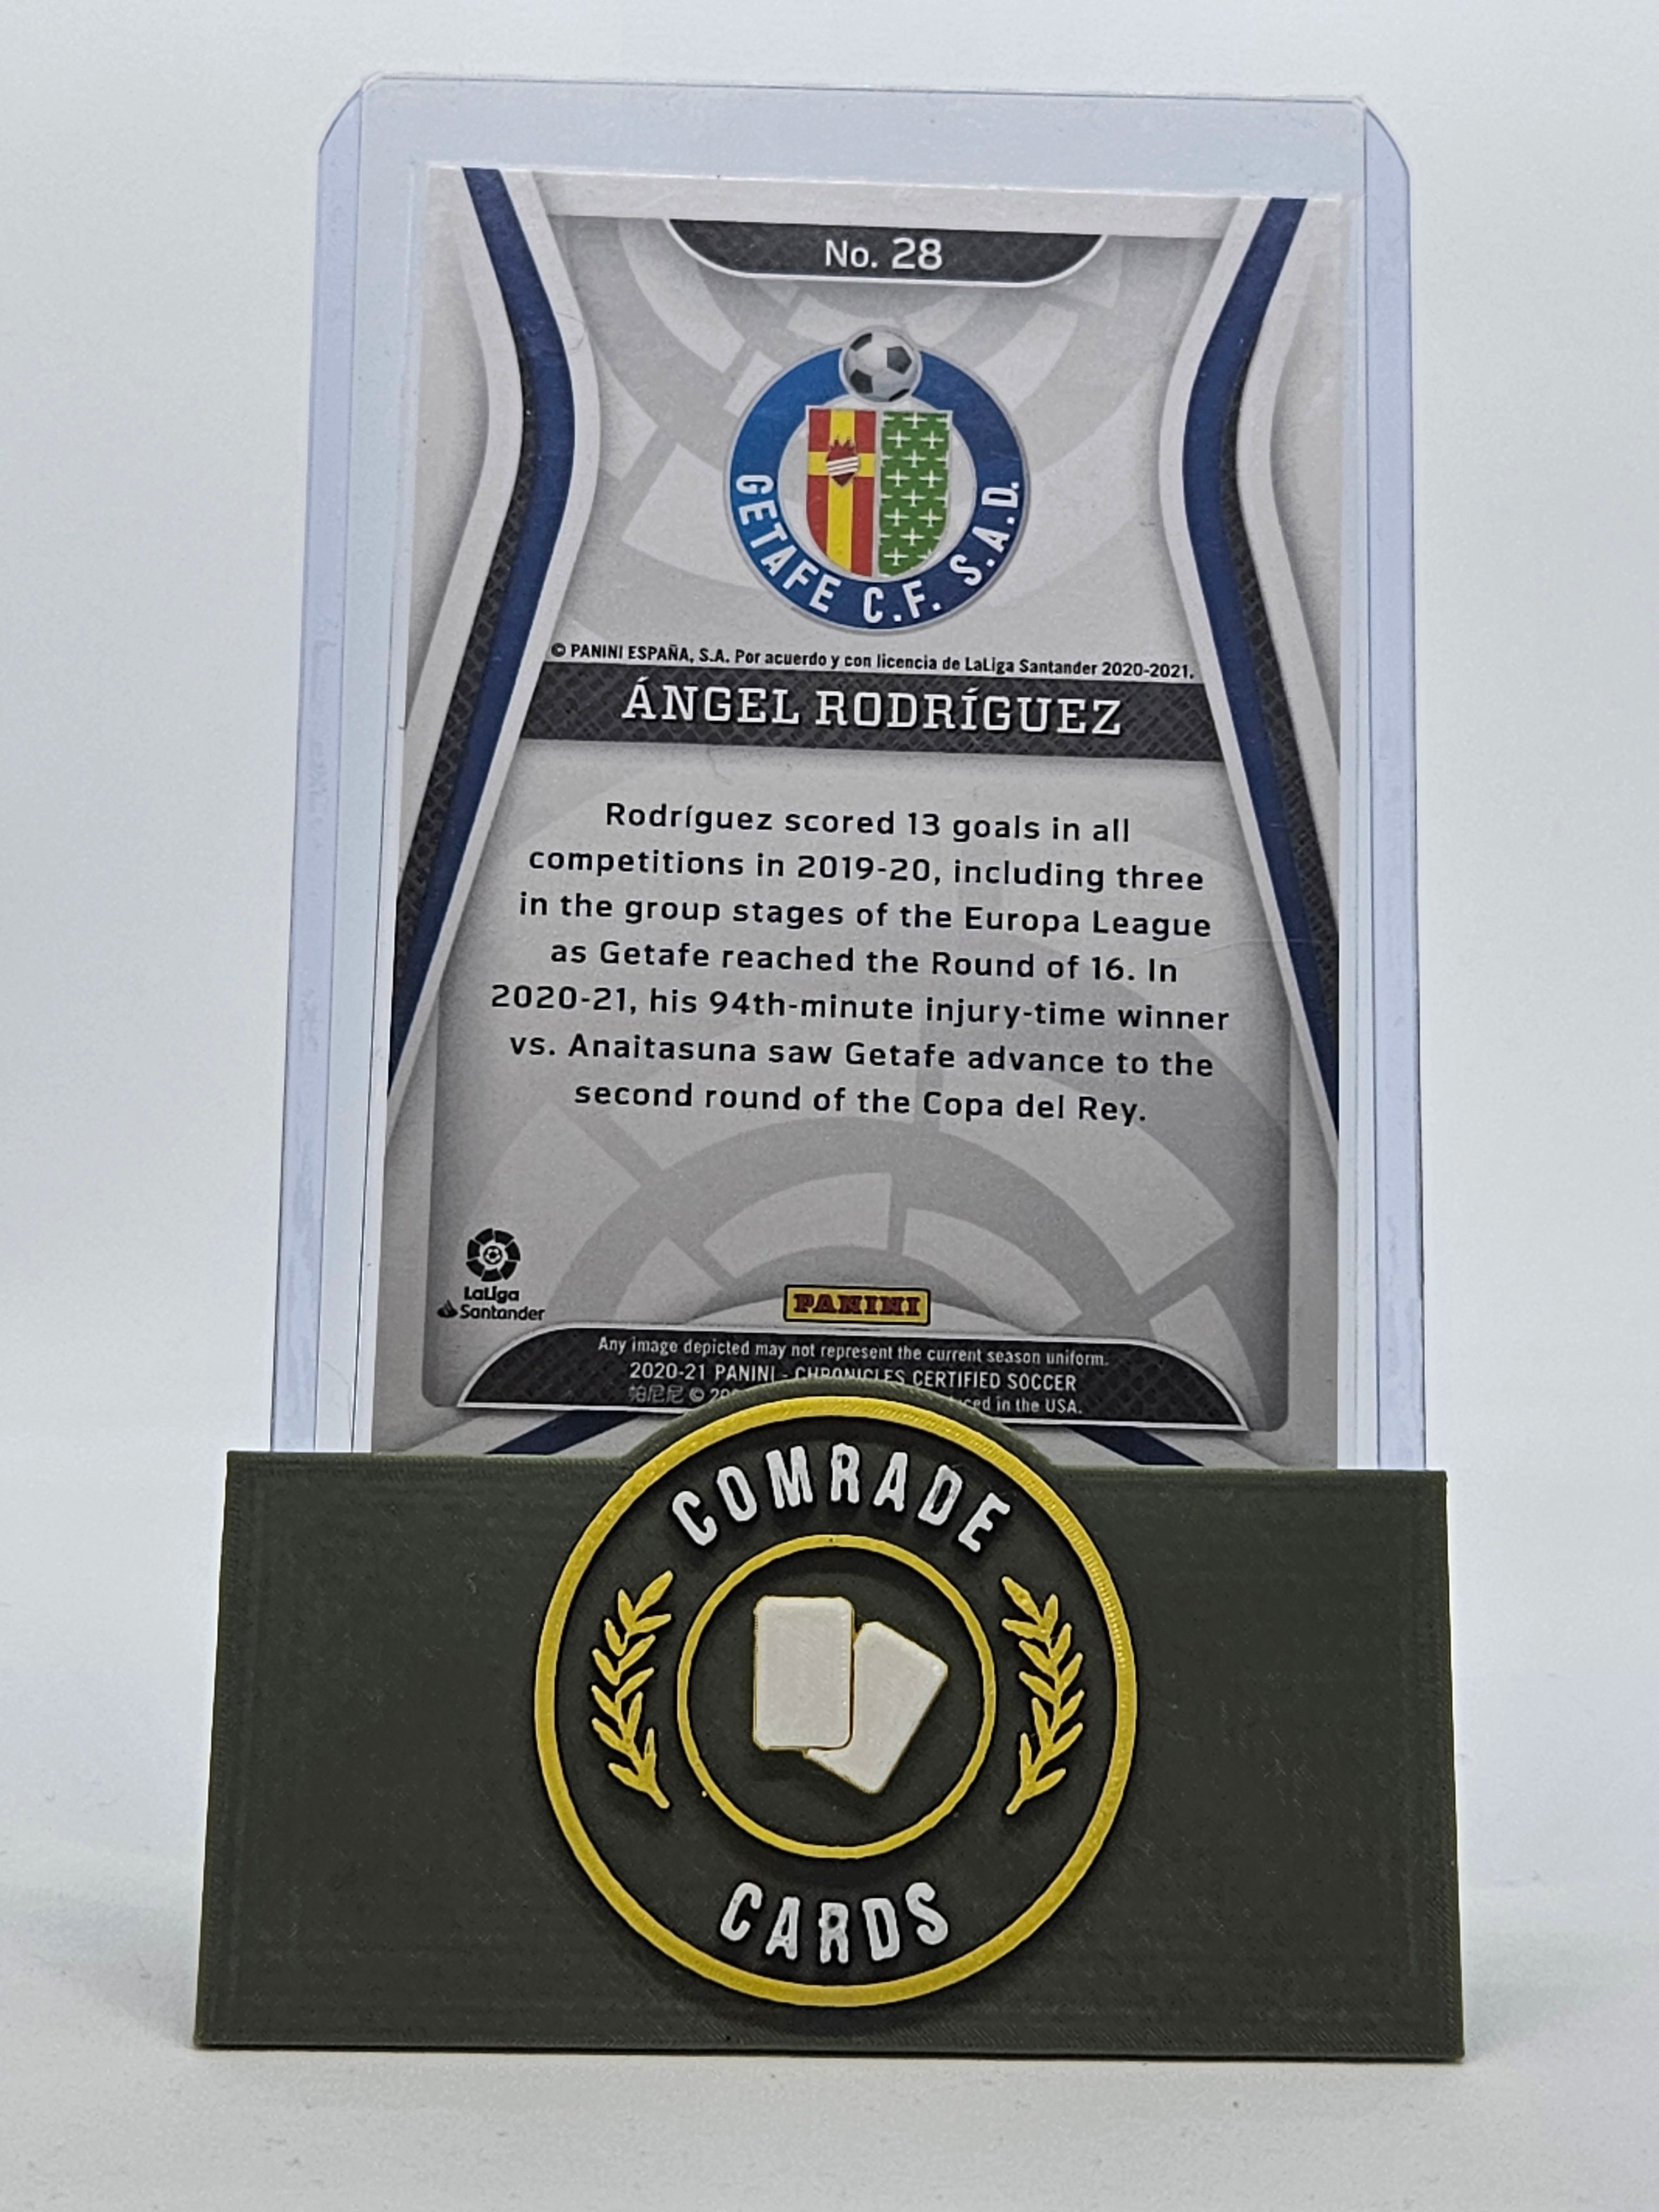 No. 28
GETAFE C.F. S.A.D.
© PANINI ESPAÑA, S.A. Por acuerdo y con licencia de LaLiga Santander 2020-2021.
ÁNGEL RODRÍGUEZ
Rodríguez scored 13 goals in all
competitions in 2019-20, including three
in the group stages of the Europa League
as Getafe reached the Round of 16. In
2020-21, his 94th-minute injury-time winner
vs. Anaitasuna saw Getafe advance to the
second round of the Copa del Rey.
LaLiga
Santander
PANINI
Any image depicted may not represent the current season uniform.
2020-21 PANINI - CHRONICLES CERTIFIED SOCCER
帕尼尼 © in the USA.
COMRADE
CARDS